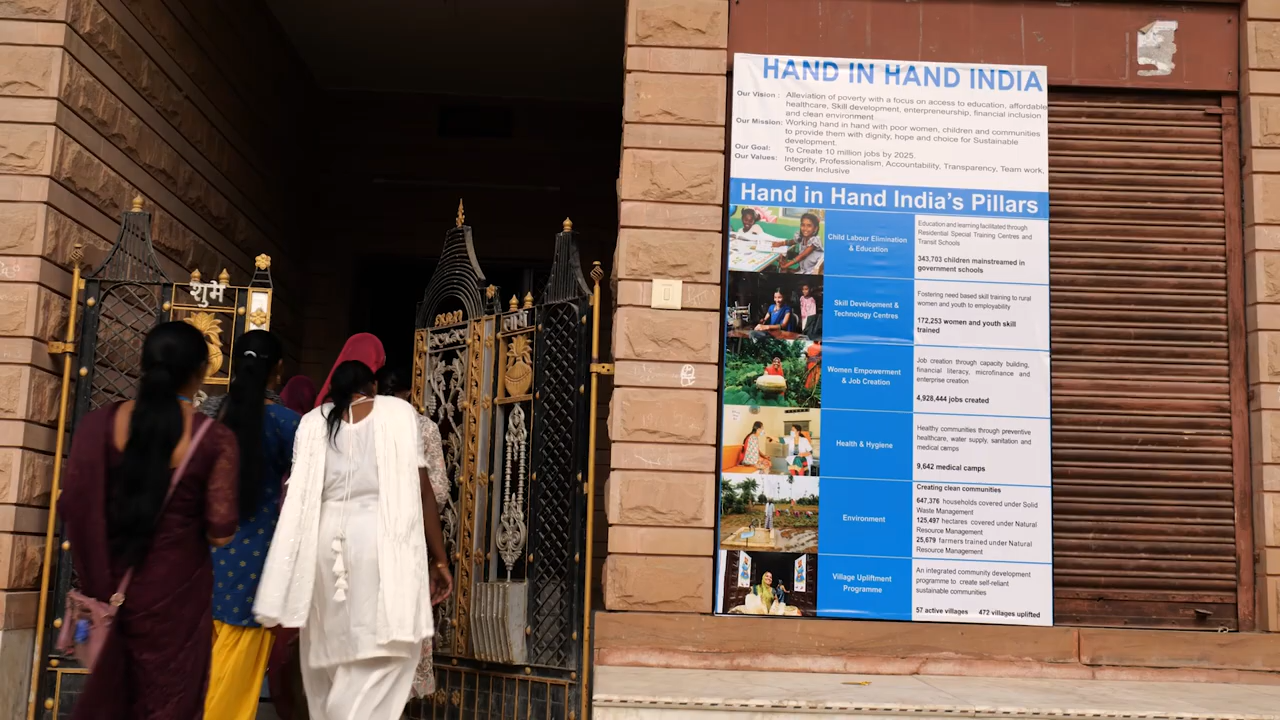 शुभ
लाभ
HAND IN HAND INDIA
Our Vision : Alleviation of poverty with a focus on access to education, affordable
healthcare, Skill development, enterpreneurship, financial inclusion
and clean environment
Our Mission: Working hand in hand with poor women, children and communities
to provide them with dignity, hope and choice for Sustainable
development.
Our Goal: To Create 10 million jobs by 2025.
Our Values: Integrity, Professionalism, Accountability, Transparency, Team work,
Gender Inclusive
Hand in Hand India's Pillars
Child Labour Elimination
& Education
Education and learning facilitated through
Residential Special Training Centres and
Transit Schools
343,703 children mainstreamed in
government schools
Skill Development &
Technology Centres
Fostering need based skill training to rural
women and youth to employability
172,253 women and youth skill
trained
Women Empowerment
& Job Creation
Job creation through capacity building,
financial literacy, microfinance and
enterprise creation
4,928,444 jobs created
Health & Hygiene
Healthy communities through preventive
healthcare, water supply, sanitation and
medical camps
9,642 medical camps
Environment
Creating clean communities
647,376 households covered under Solid
Waste Management
125,497 hectares covered under Natural
Resource Management
25,679 farmers trained under Natural
Resource Management
Village Upliftment
Programme
An integrated community development
programme to create self-reliant
sustainable communities
57 active villages 472 villages uplifted